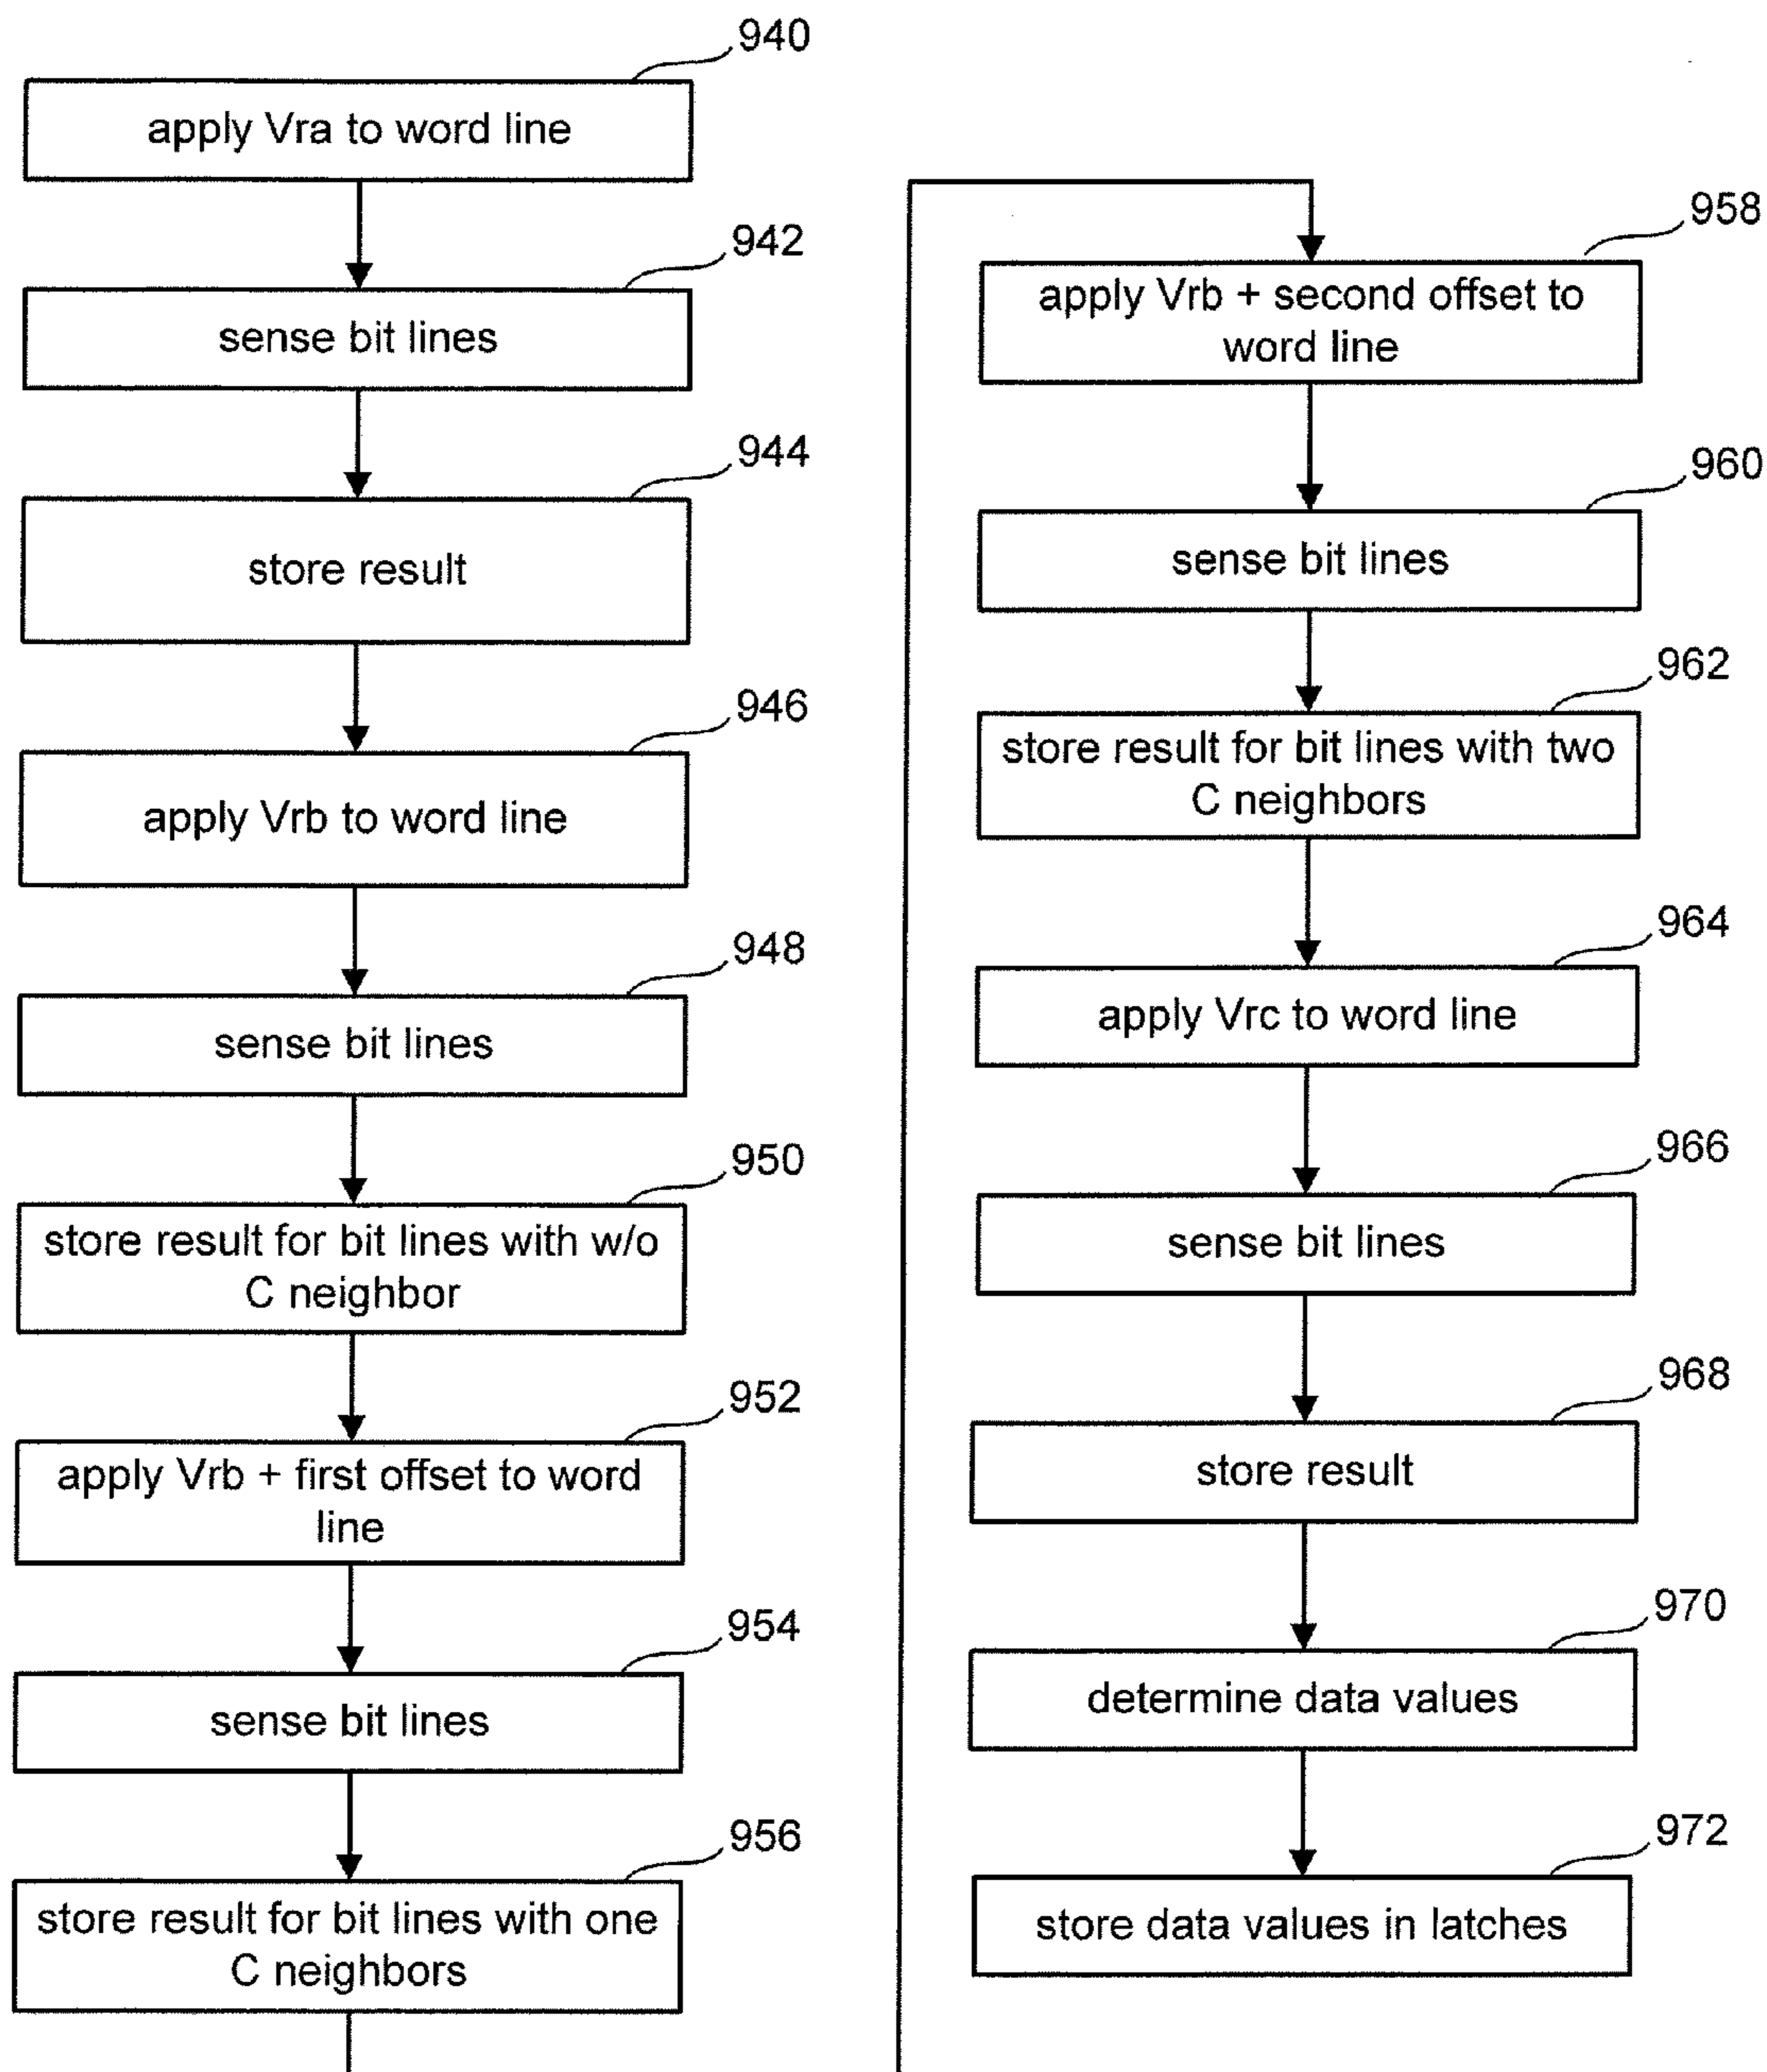 940
apply Vra to word line
942
sense bit lines
944
store result
946
apply Vrb to word line
948
sense bit lines
950
store result for bit lines with w/o
C neighbor
952
apply Vrb + first offset to word
line
954
sense bit lines
956
store result for bit lines with one
C neighbors
958
apply Vrb + second offset to
word line
960
sense bit lines
962
store result for bit lines with two
C neighbors
964
apply Vrc to word line
966
sense bit lines
968
store result
970
determine data values
972
store data values in latches